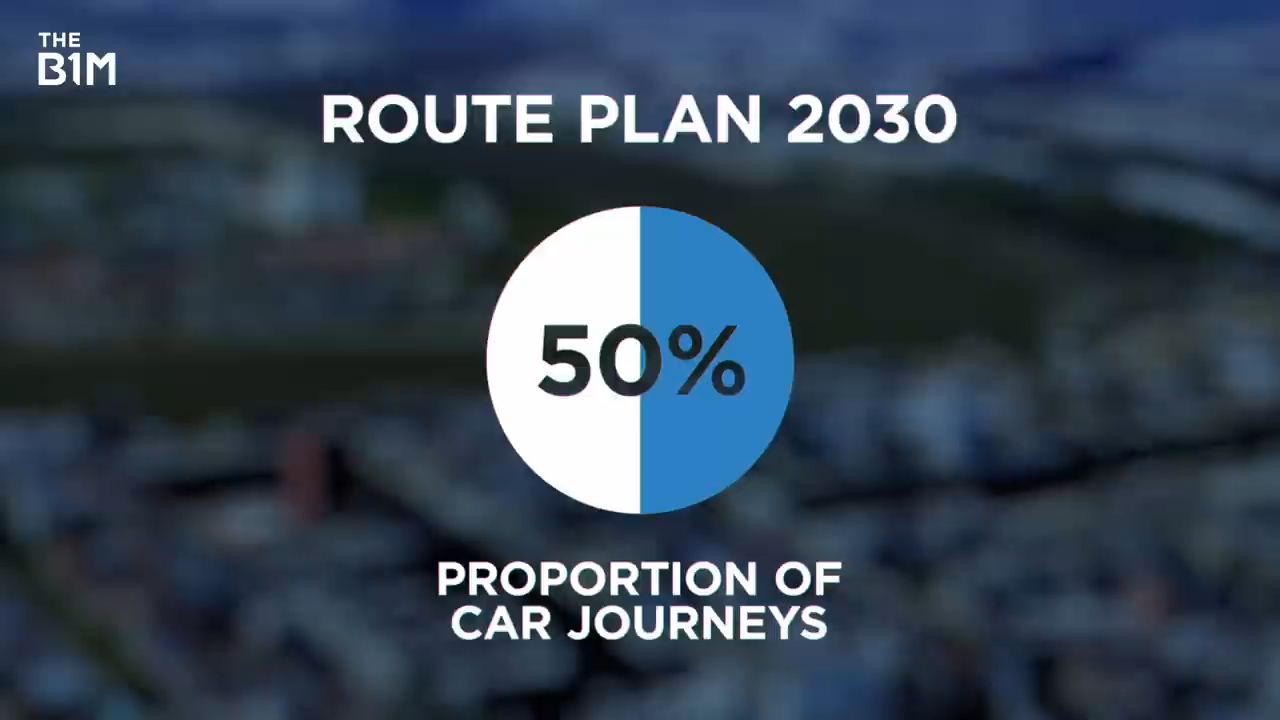 THE
B1M
ROUTE PLAN 2030
50%
PROPORTION OF
CAR JOURNEYS